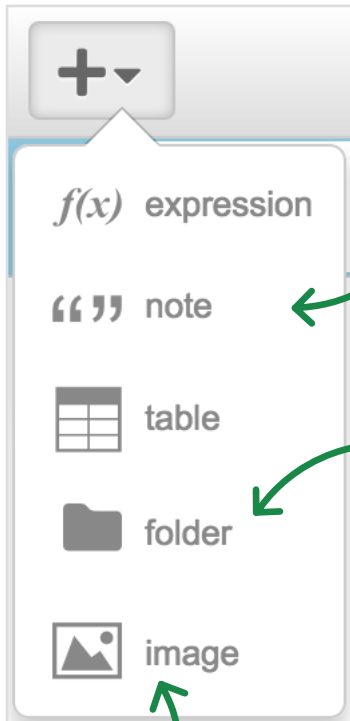 f(x) expression
“ ” note
table
folder
image